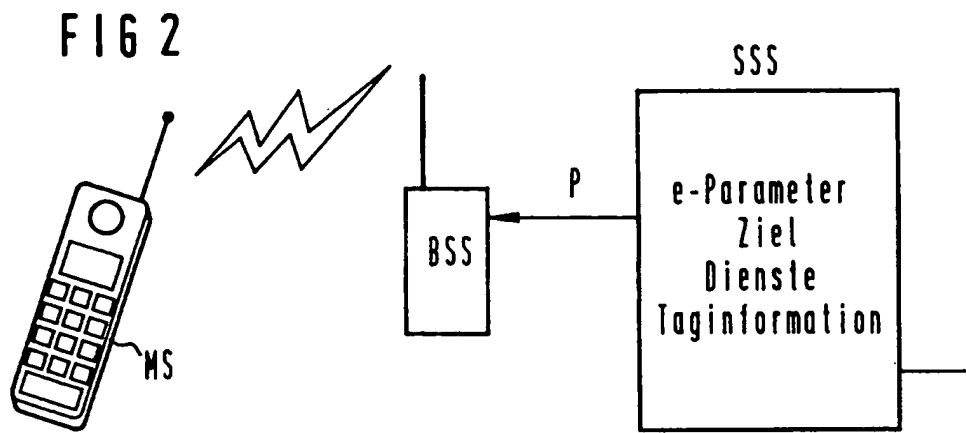 FIG 2
SSS
P
e-Parameter
Ziel
BSS
Dienste
Taginformation
MS